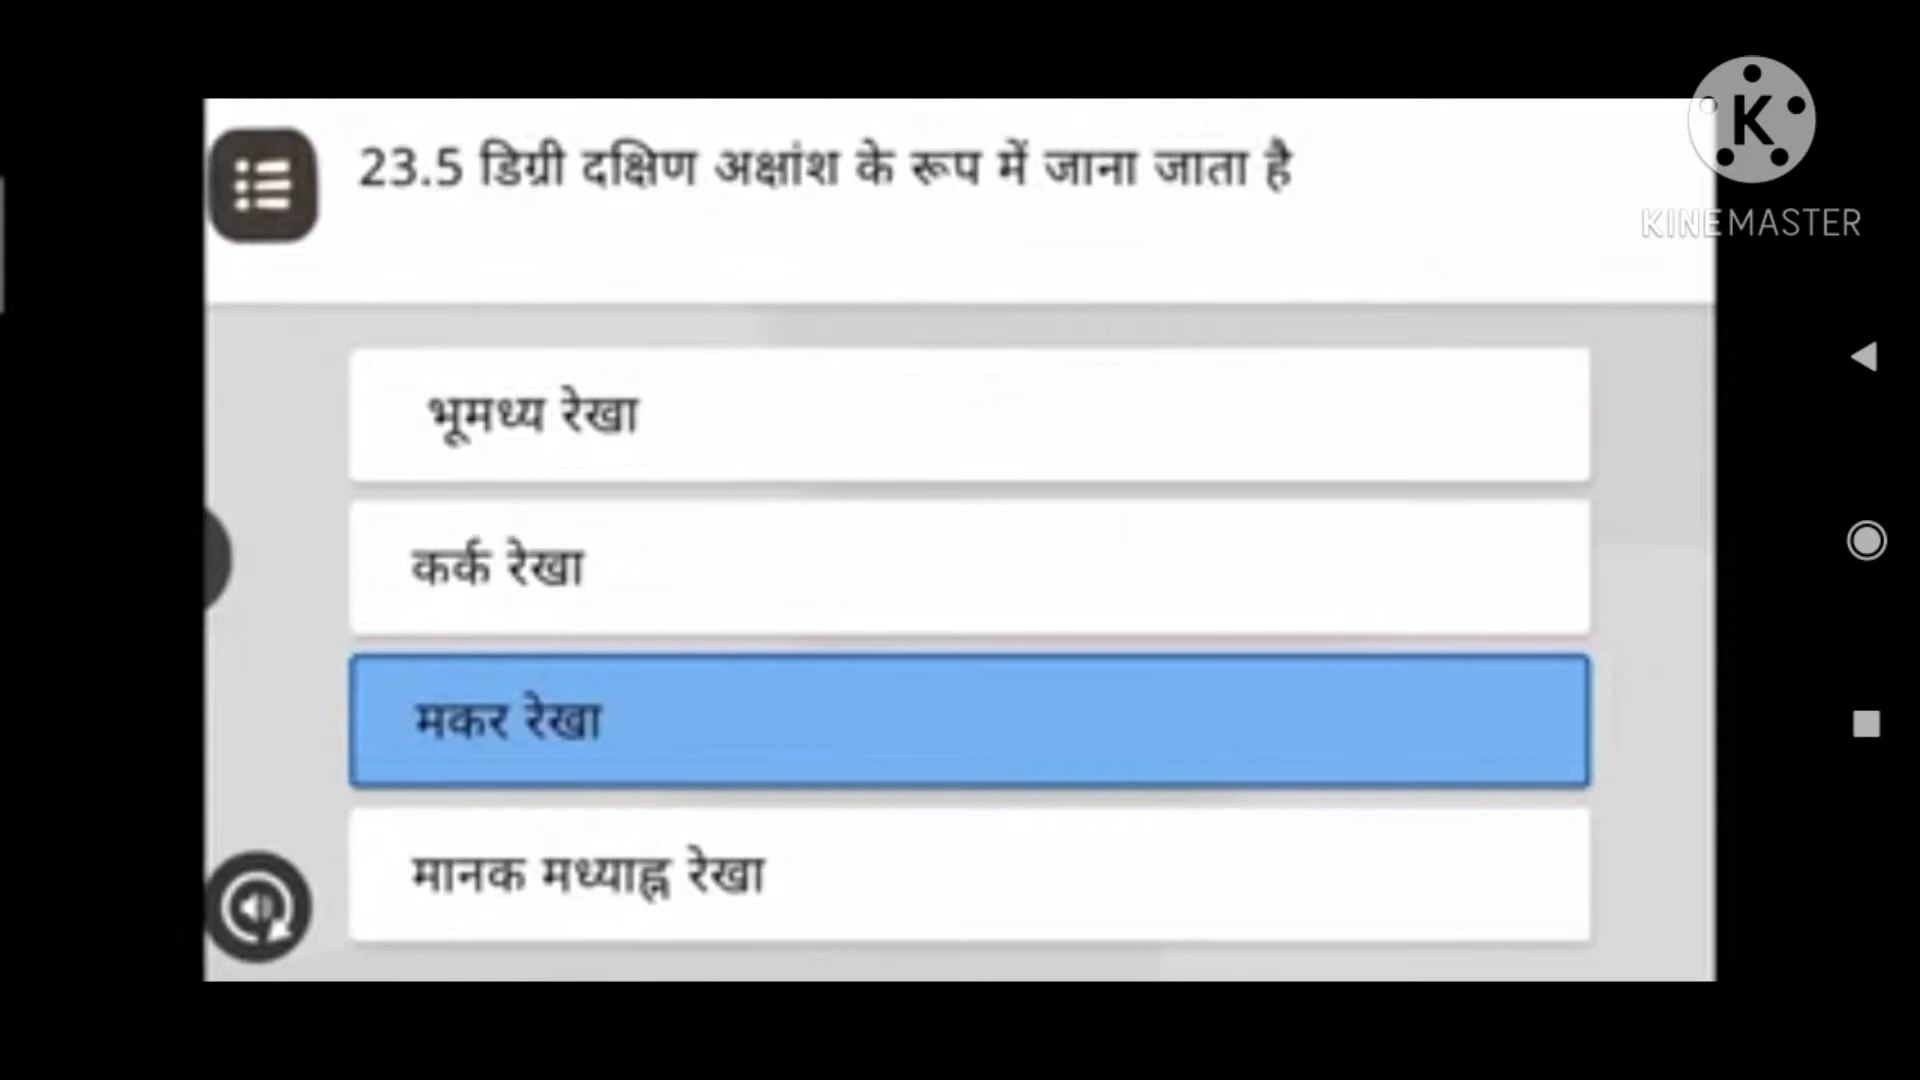 23.5 डिग्री दक्षिण अक्षांश के रूप में जाना जाता है
K
KINEMASTER
भूमध्य रेखा
कर्क रेखा
मकर रेखा
मानक मध्याह्न रेखा